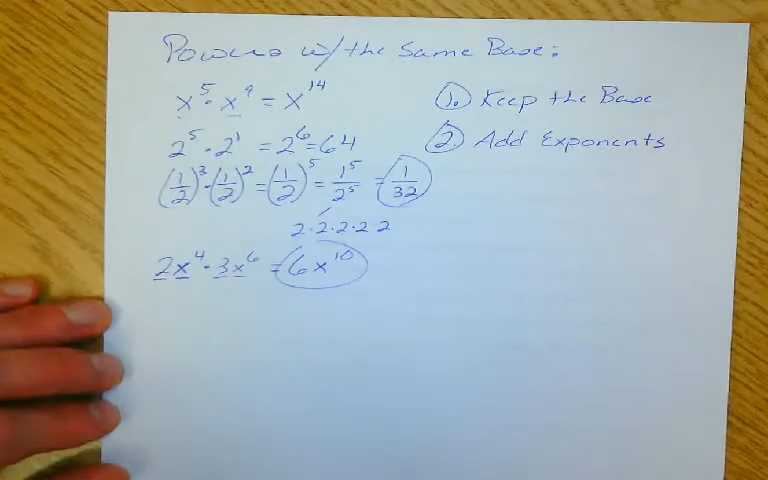 Powers w/ the Same Base:
x⁵ · x⁹ = x¹⁴
① Keep the Base
2⁵ · 2¹ = 2⁶ = 64
② Add Exponents
(1/2)³ · (1/2)² = (1/2)⁵ = 1⁵/2⁵ = 1/32
2 · 2 · 2 · 2 2
2x⁴ · 3x⁶ = 6x¹⁰